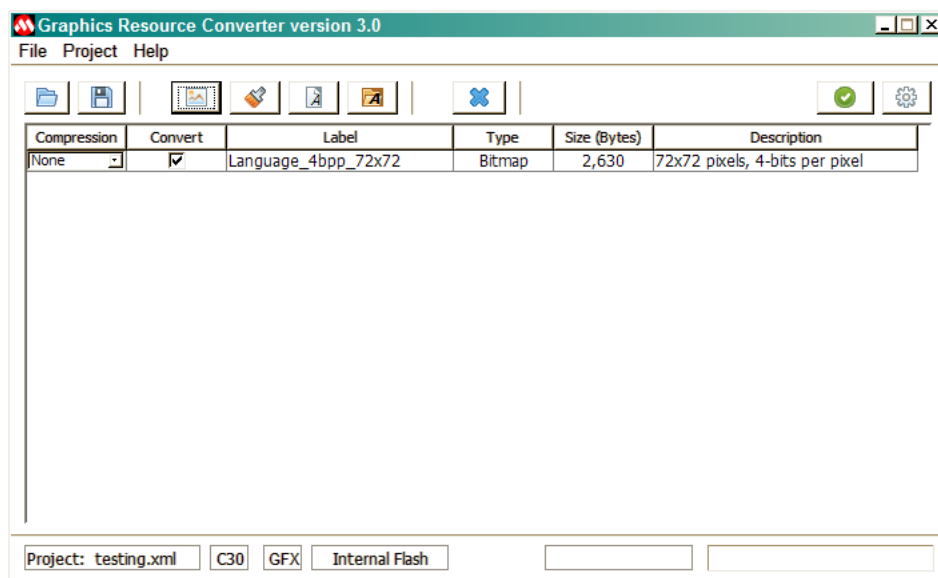 Graphics Resource Converter version 3.0
File Project Help
Compression Convert Label Type Size (Bytes) Description
None Language_4bpp_72x72 Bitmap 2,630 72x72 pixels, 4-bits per pixel
Project: testing.xml C30 GFX Internal Flash